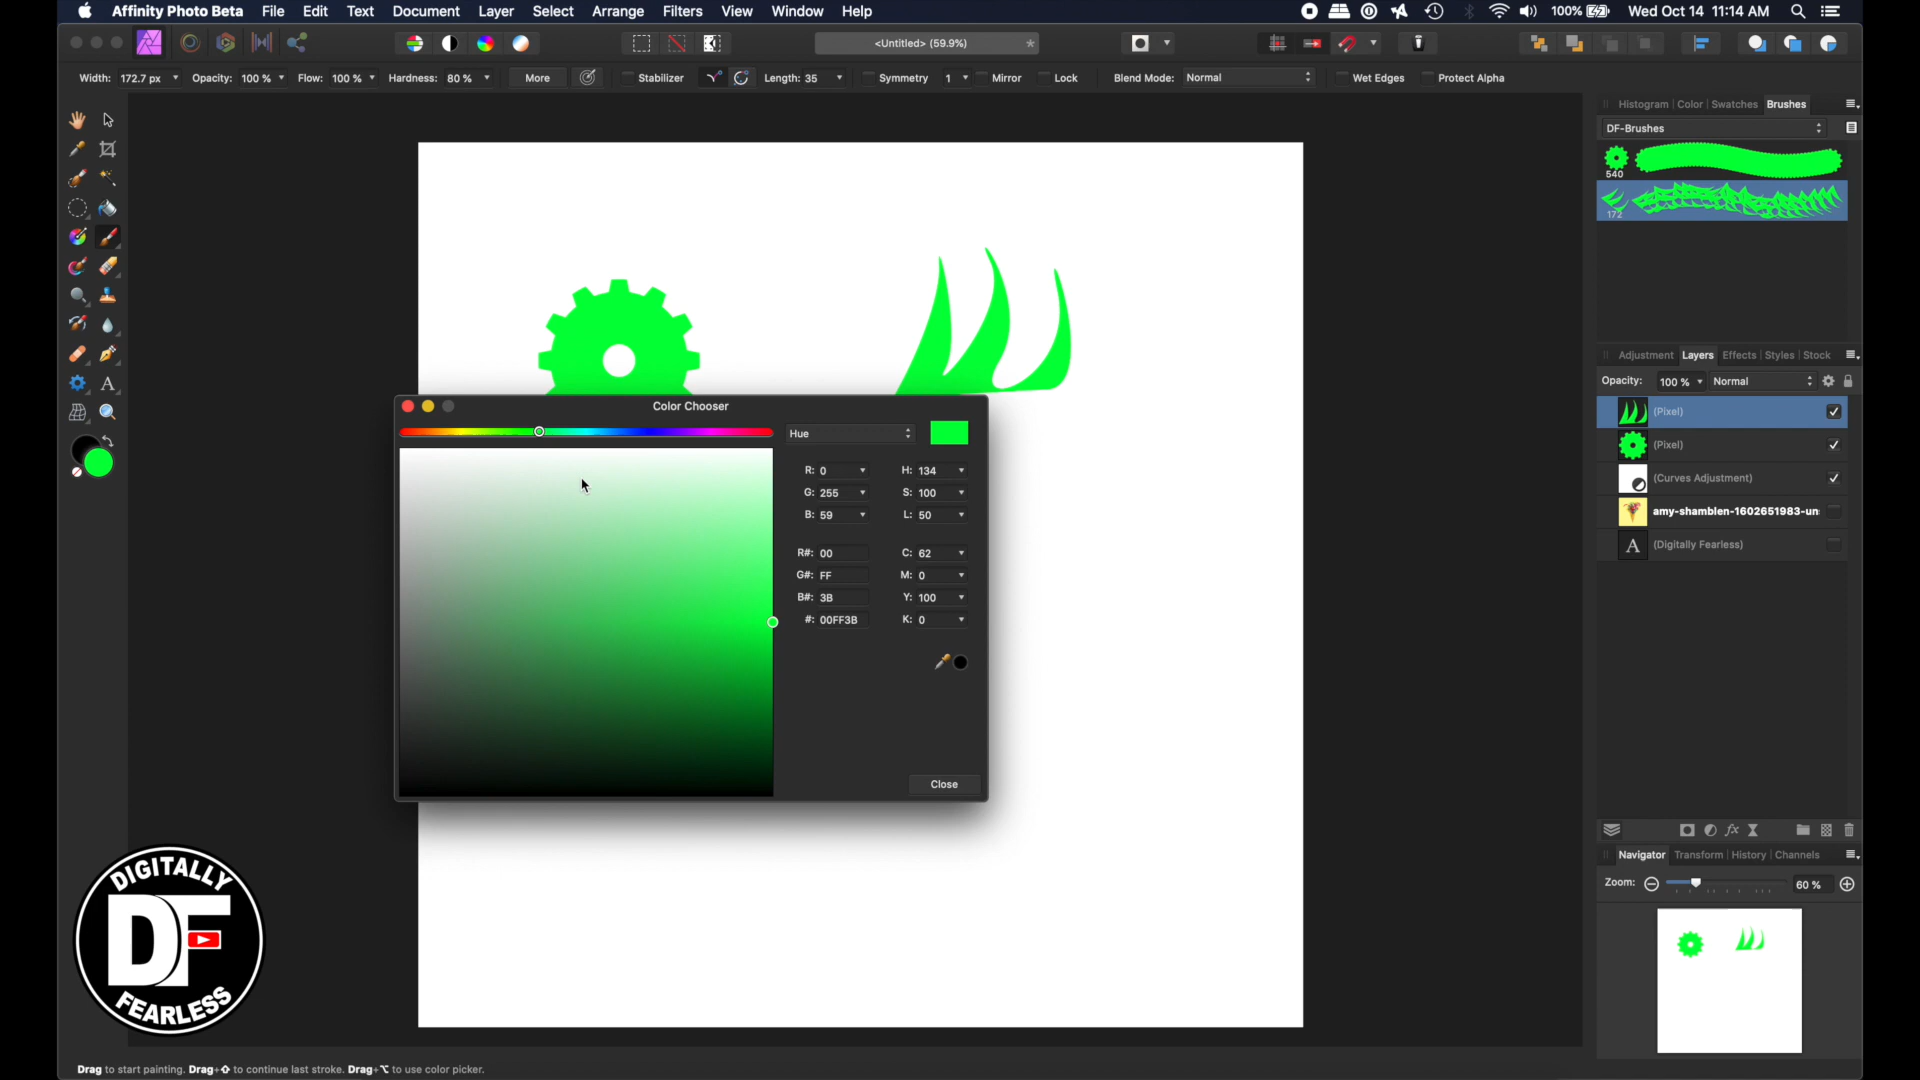 Affinity Photo Beta File Edit Text Document Layer Select Arrange Filters View Window Help 100% Wed Oct 14 11:14 AM
<Untitled> (59.9%)
Width: 172.7 px Opacity: 100 % Flow: 100 % Hardness: 80 % More Stabilizer Length: 35 Symmetry 1 Mirror Lock Blend Mode: Normal Wet Edges Protect Alpha
Histogram Color Swatches Brushes
DF-Brushes
540
172
Adjustment Layers Effects Styles Stock
Opacity: 100 % Normal
(Pixel)
(Pixel)
(Curves Adjustment)
amy-shamblen-1602651983-un
A (Digitally Fearless)
Color Chooser
Hue
R: 0 H: 134
G: 255 S: 100
B: 59 L: 50
R#: 00 C: 62
G#: FF M: 0
B#: 3B Y: 100
#: 00FF3B K: 0
Close
Navigator Transform History Channels
Zoom: 60 %
DIGITALLY
DF
FEARLESS
Drag to start painting. Drag+⇧ to continue last stroke. Drag+⌥ to use color picker.